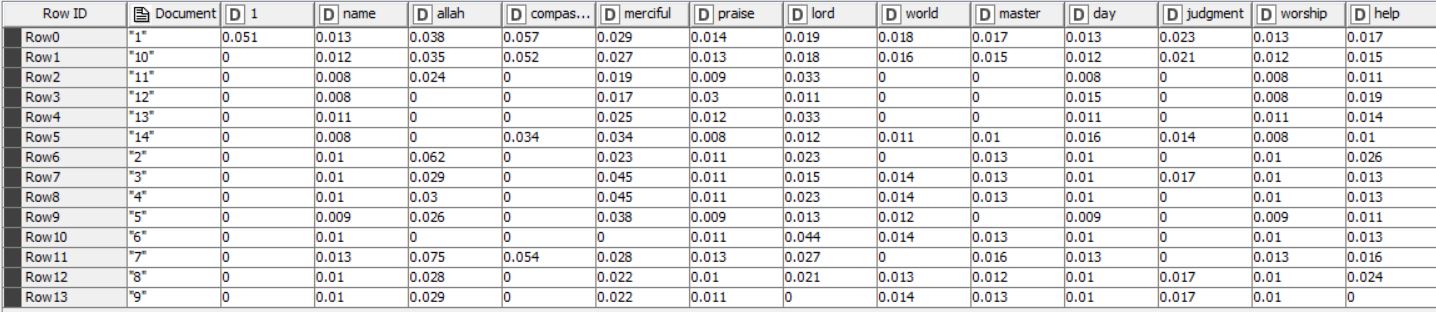 Row ID Document 1 name allah compas... merciful praise lord world master day judgment worship help
Row0 "1" 0.051 0.013 0.038 0.057 0.029 0.014 0.019 0.018 0.017 0.013 0.023 0.013 0.017
Row1 "10" 0 0.012 0.035 0.052 0.027 0.013 0.018 0.016 0.015 0.012 0.021 0.012 0.015
Row2 "11" 0 0.008 0.024 0 0.019 0.009 0.033 0 0 0.008 0 0.008 0.011
Row3 "12" 0 0.008 0 0 0.017 0.03 0.011 0 0 0.015 0 0.008 0.019
Row4 "13" 0 0.011 0 0 0.025 0.012 0.033 0 0 0.011 0 0.011 0.014
Row5 "14" 0 0.008 0 0.034 0.034 0.008 0.012 0.011 0.01 0.016 0.014 0.008 0.01
Row6 "2" 0 0.01 0.062 0 0.023 0.011 0.023 0 0.013 0.01 0 0.01 0.026
Row7 "3" 0 0.01 0.029 0 0.045 0.011 0.015 0.014 0.013 0.01 0.017 0.01 0.013
Row8 "4" 0 0.01 0.03 0 0.045 0.011 0.023 0.014 0.013 0.01 0 0.01 0.013
Row9 "5" 0 0.009 0.026 0 0.038 0.009 0.013 0.012 0 0.009 0 0.009 0.011
Row10 "6" 0 0.01 0 0 0 0.011 0.044 0.014 0.013 0.01 0 0.01 0.013
Row11 "7" 0 0.013 0.075 0.054 0.028 0.013 0.027 0 0.016 0.013 0 0.013 0.016
Row12 "8" 0 0.01 0.028 0 0.022 0.01 0.021 0.013 0.012 0.01 0.017 0.01 0.024
Row13 "9" 0 0.01 0.029 0 0.022 0.011 0 0.014 0.013 0.01 0.017 0.01 0